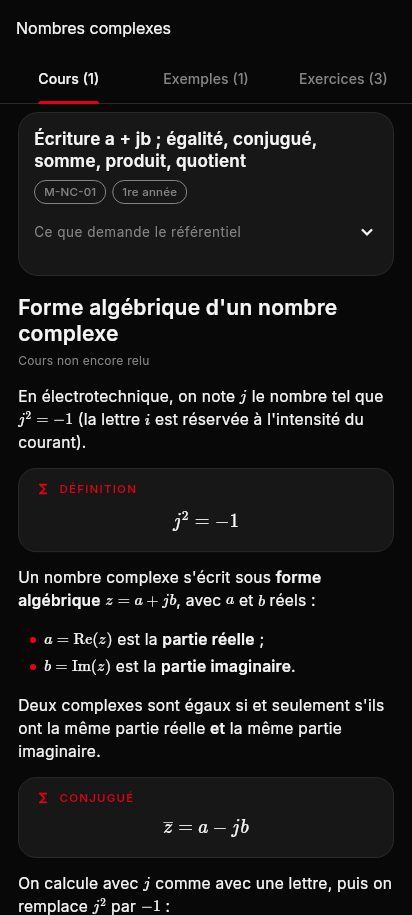 Nombres complexes
Cours (1) Exemples (1) Exercices (3)
Écriture a + jb ; égalité, conjugué,
somme, produit, quotient
M-NC-01 1re année
Ce que demande le référentiel
Forme algébrique d'un nombre
complexe
Cours non encore relu
En électrotechnique, on note j le nombre tel que
j² = −1 (la lettre i est réservée à l'intensité du
courant).
Σ DÉFINITION
j² = −1
Un nombre complexe s'écrit sous forme
algébrique z = a + jb, avec a et b réels :
• a = Re(z) est la partie réelle ;
• b = Im(z) est la partie imaginaire.
Deux complexes sont égaux si et seulement s'ils
ont la même partie réelle et la même partie
imaginaire.
Σ CONJUGUÉ
z̅ = a − jb
On calcule avec j comme avec une lettre, puis on
remplace j² par −1 :